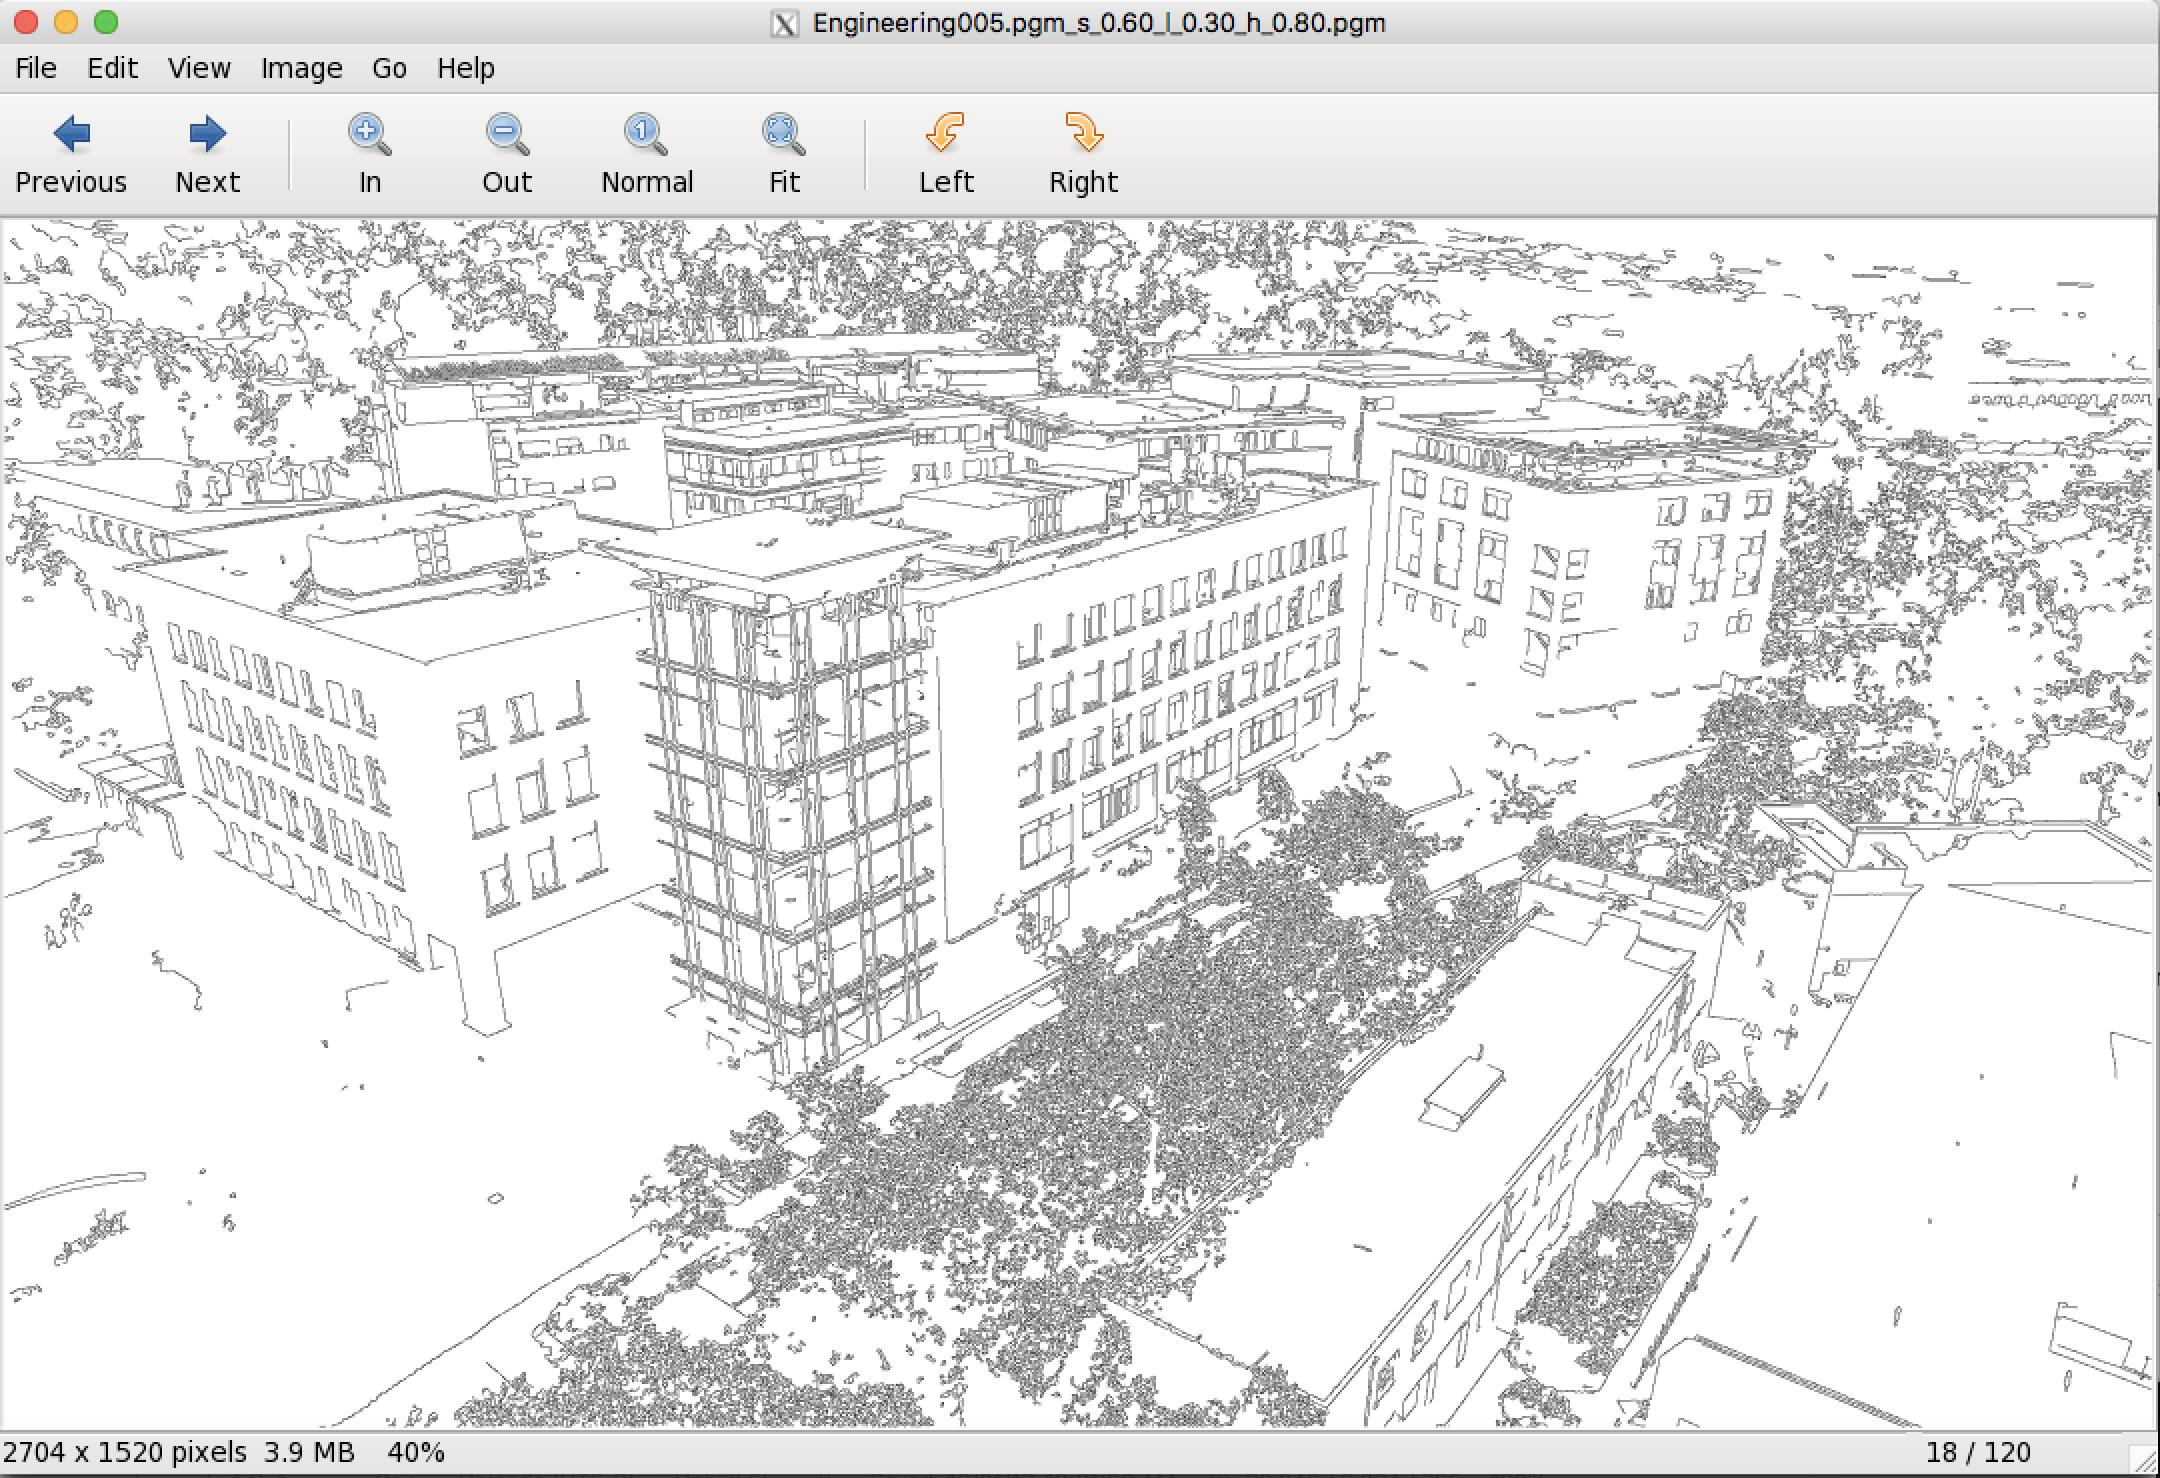 Engineering005.pgm_s_0.60_l_0.30_h_0.80.pgm
File Edit View Image Go Help
Previous Next In Out Normal Fit Left Right
2704 x 1520 pixels 3.9 MB 40% 18 / 120